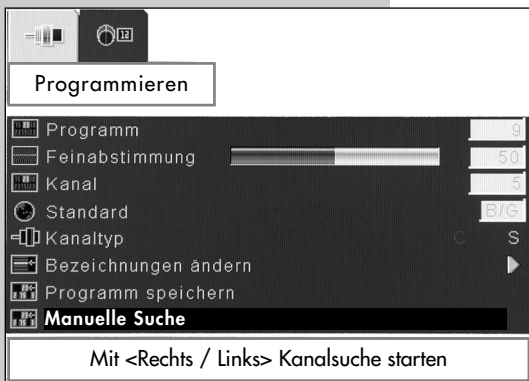 12
Programmieren
Programm 9
Feinabstimmung 50
Kanal 5
Standard B/G
Kanaltyp C S
Bezeichnungen ändern
Programm speichern
Manuelle Suche
Mit <Rechts / Links> Kanalsuche starten